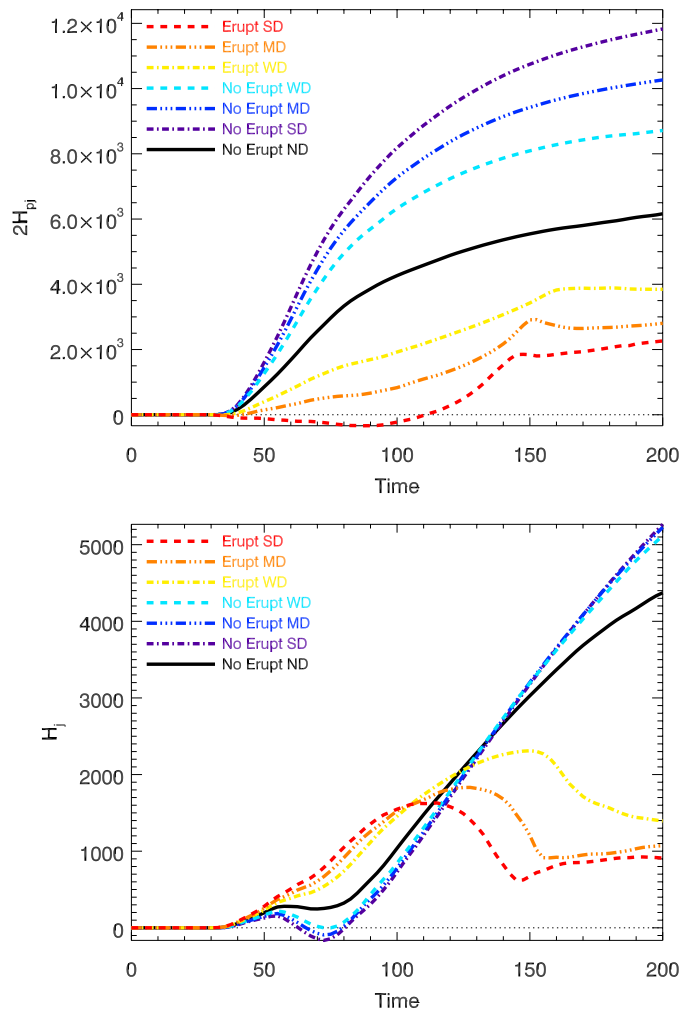 1.2×10⁴
1.0×10⁴
8.0×10³
6.0×10³
4.0×10³
2.0×10³
0
2Hpj
Erupt SD
Erupt MD
Erupt WD
No Erupt WD
No Erupt MD
No Erupt SD
No Erupt ND
0 50 100 150 200
Time
5000
4000
3000
2000
1000
0
Hj
Erupt SD
Erupt MD
Erupt WD
No Erupt WD
No Erupt MD
No Erupt SD
No Erupt ND
0 50 100 150 200
Time